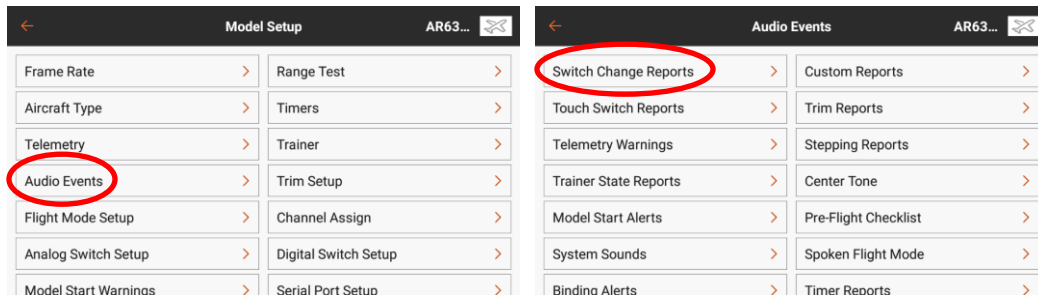 Model Setup AR63...
Frame Rate Range Test
Aircraft Type Timers
Telemetry Trainer
Audio Events Trim Setup
Flight Mode Setup Channel Assign
Analog Switch Setup Digital Switch Setup
Model Start Warnings Serial Port Setup
Audio Events AR63...
Switch Change Reports Custom Reports
Touch Switch Reports Trim Reports
Telemetry Warnings Stepping Reports
Trainer State Reports Center Tone
Model Start Alerts Pre-Flight Checklist
System Sounds Spoken Flight Mode
Binding Alerts Timer Reports